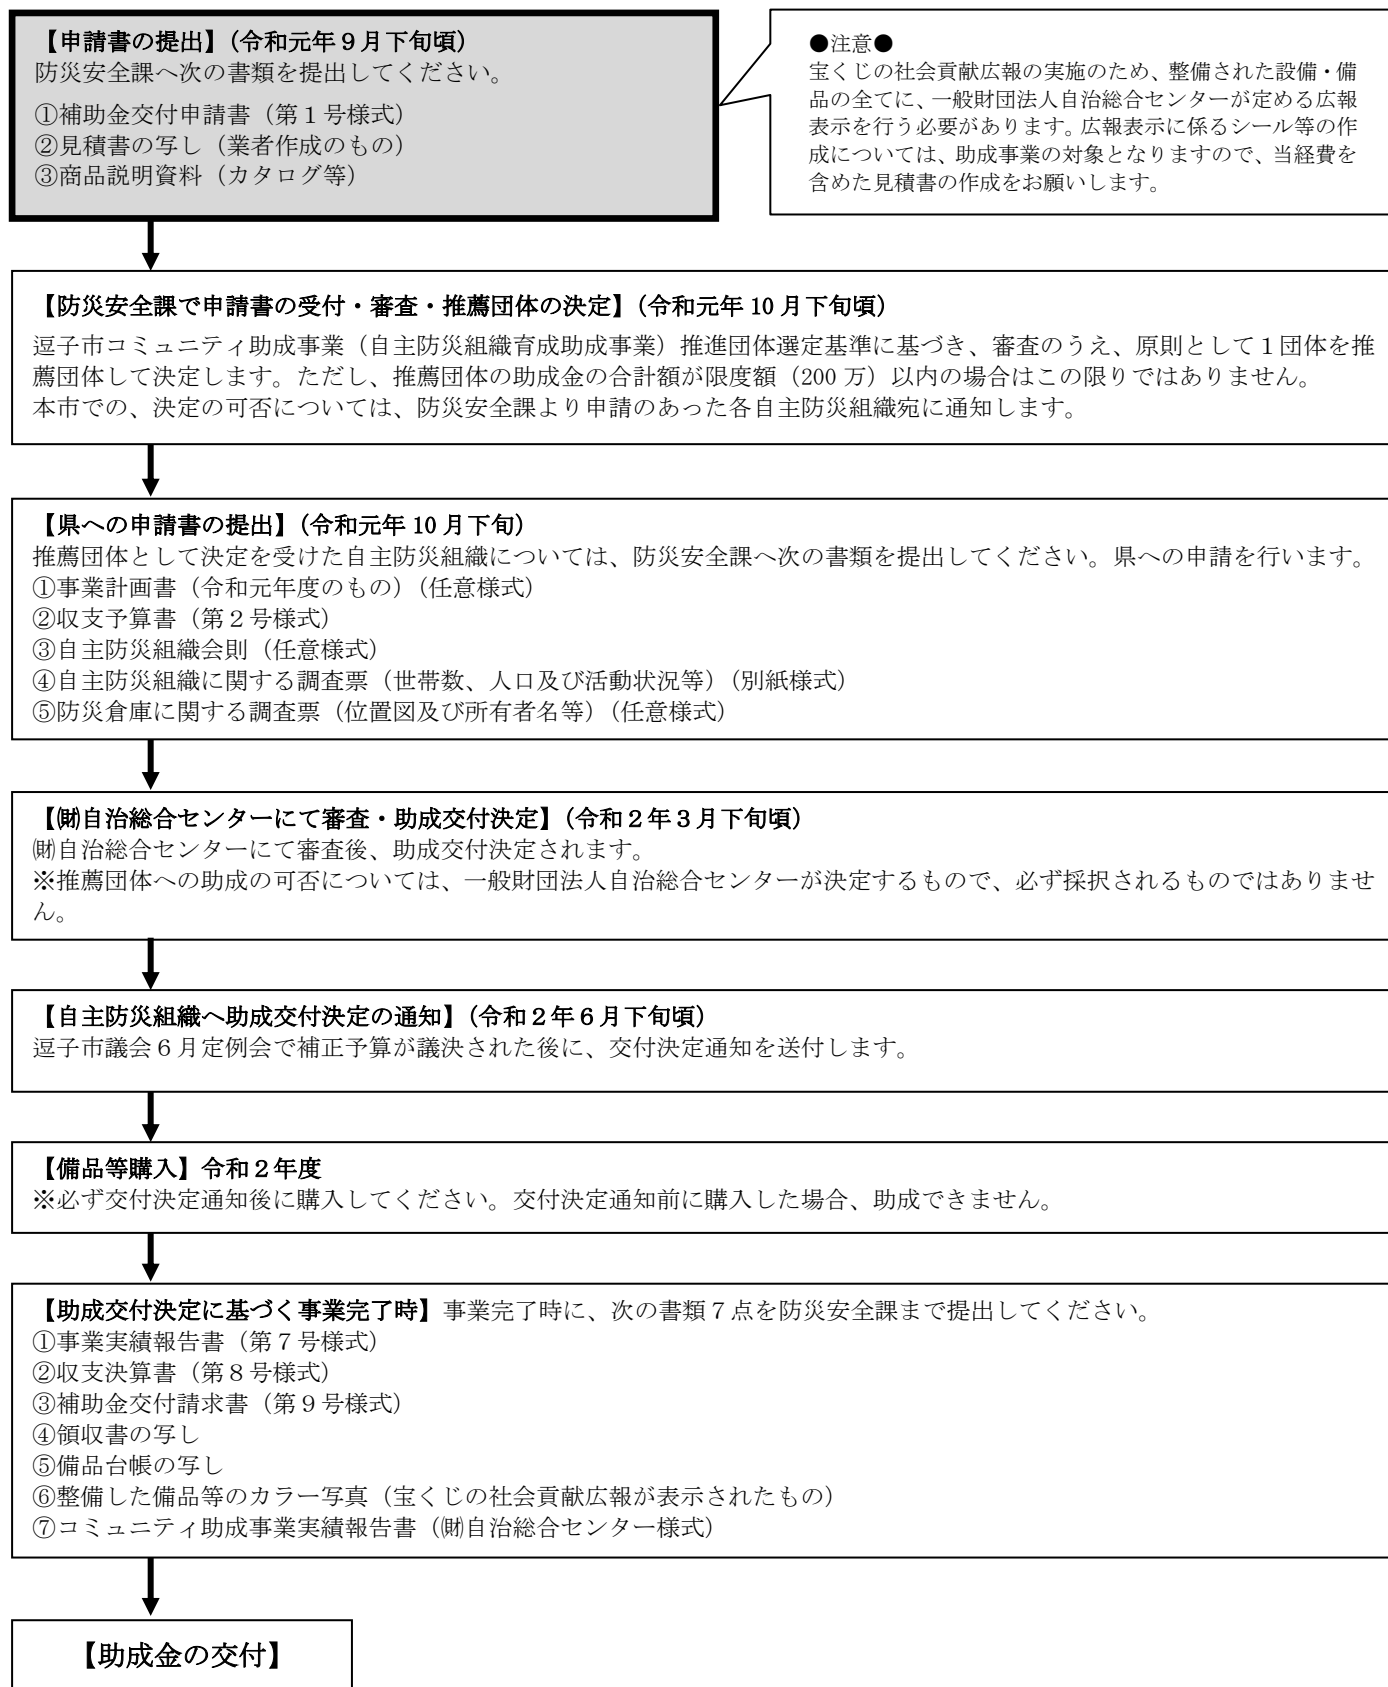 【申請書の提出】（令和元年９月下旬頃）
防災安全課へ次の書類を提出してください。
①補助金交付申請書（第１号様式）
②見積書の写し（業者作成のもの）
③商品説明資料（カタログ等）
●注意●
宝くじの社会貢献広報の実施のため、整備された設備・備
品の全てに、一般財団法人自治総合センターが定める広報
表示を行う必要があります。広報表示に係るシール等の作
成については、助成事業の対象となりますので、当経費を
含めた見積書の作成をお願いします。
【防災安全課で申請書の受付・審査・推薦団体の決定】（令和元年 10 月下旬頃）
逗子市コミュニティ助成事業（自主防災組織育成助成事業）推進団体選定基準に基づき、審査のうえ、原則として１団体を推
薦団体して決定します。ただし、推薦団体の助成金の合計額が限度額（200 万）以内の場合はこの限りではありません。
本市での、決定の可否については、防災安全課より申請のあった各自主防災組織宛に通知します。
【県への申請書の提出】（令和元年 10 月下旬）
推薦団体として決定を受けた自主防災組織については、防災安全課へ次の書類を提出してください。県への申請を行います。
①事業計画書（令和元年度のもの）（任意様式）
②収支予算書（第２号様式）
③自主防災組織会則（任意様式）
④自主防災組織に関する調査票（世帯数、人口及び活動状況等）（別紙様式）
⑤防災倉庫に関する調査票（位置図及び所有者名等）（任意様式）
【㈶自治総合センターにて審査・助成交付決定】（令和２年３月下旬頃）
㈶自治総合センターにて審査後、助成交付決定されます。
※推薦団体への助成の可否については、一般財団法人自治総合センターが決定するもので、必ず採択されるものではありませ
ん。
【自主防災組織へ助成交付決定の通知】（令和２年６月下旬頃）
逗子市議会６月定例会で補正予算が議決された後に、交付決定通知を送付します。
【備品等購入】令和２年度
※必ず交付決定通知後に購入してください。交付決定通知前に購入した場合、助成できません。
【助成交付決定に基づく事業完了時】事業完了時に、次の書類７点を防災安全課まで提出してください。
①事業実績報告書（第７号様式）
②収支決算書（第８号様式）
③補助金交付請求書（第９号様式）
④領収書の写し
⑤備品台帳の写し
⑥整備した備品等のカラー写真（宝くじの社会貢献広報が表示されたもの）
⑦コミュニティ助成事業実績報告書（㈶自治総合センター様式）
【助成金の交付】